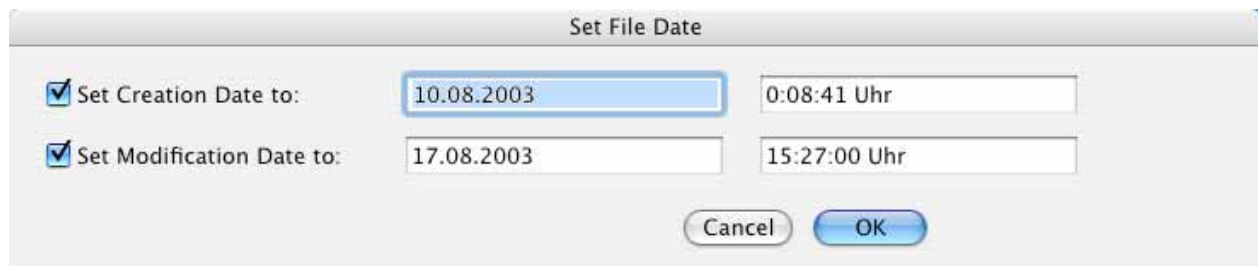 Set File Date
Set Creation Date to: 10.08.2003 0:08:41 Uhr
Set Modification Date to: 17.08.2003 15:27:00 Uhr
Cancel OK